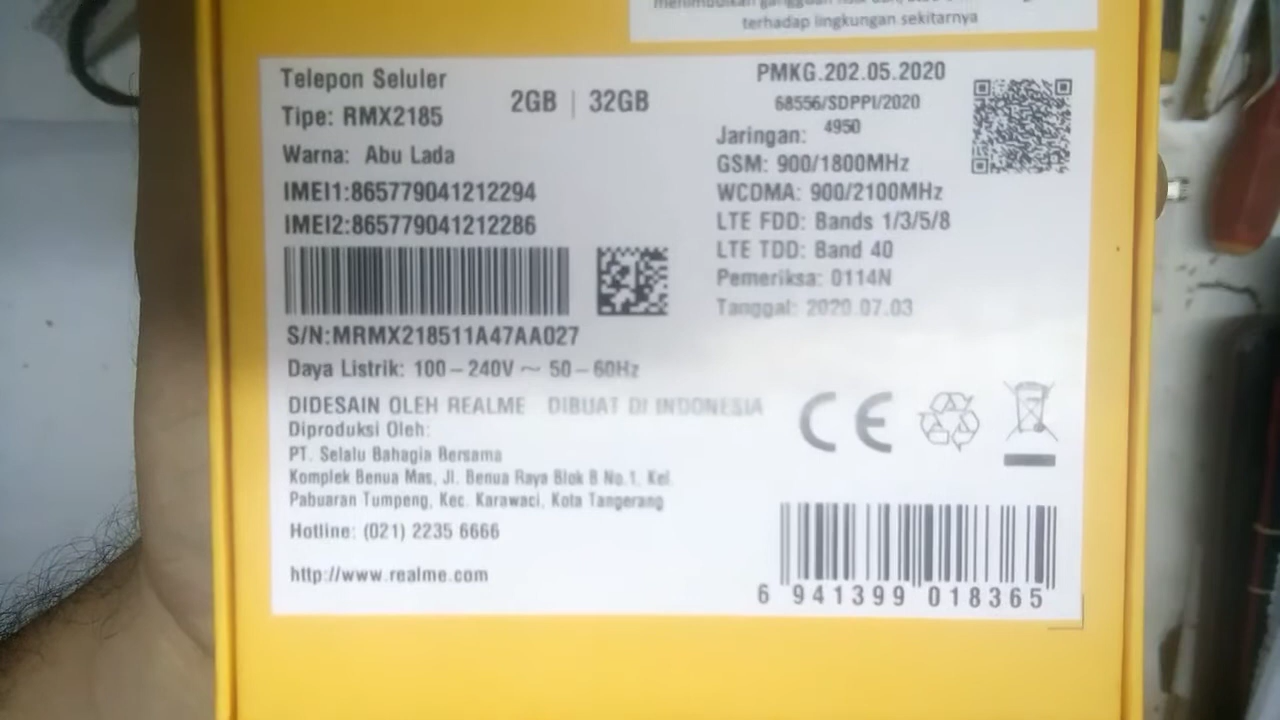 menimbulkan gangguan
terhadap lingkungan sekitarnya
Telepon Seluler
Tipe: RMX2185
2GB | 32GB
Warna: Abu Lada
IMEI1:865779041212294
IMEI2:865779041212286
S/N:MRMX218511A47AA027
Daya Listrik: 100–240V ~ 50–60Hz
DIDESAIN OLEH REALME DIBUAT DI INDONESIA
Diproduksi Oleh:
PT. Selalu Bahagia Bersama
Komplek Benua Mas, Jl. Benua Raya Blok B No.1, Kel.
Pabuaran Tumpeng, Kec. Karawaci, Kota Tangerang
Hotline: (021) 2235 6666
http://www.realme.com
PMKG.202.05.2020
68556/SDPPI/2020
4950
Jaringan:
GSM: 900/1800MHz
WCDMA: 900/2100MHz
LTE FDD: Bands 1/3/5/8
LTE TDD: Band 40
Pemeriksa: 0114N
Tanggal: 2020.07.03
CE
6 941399 018365